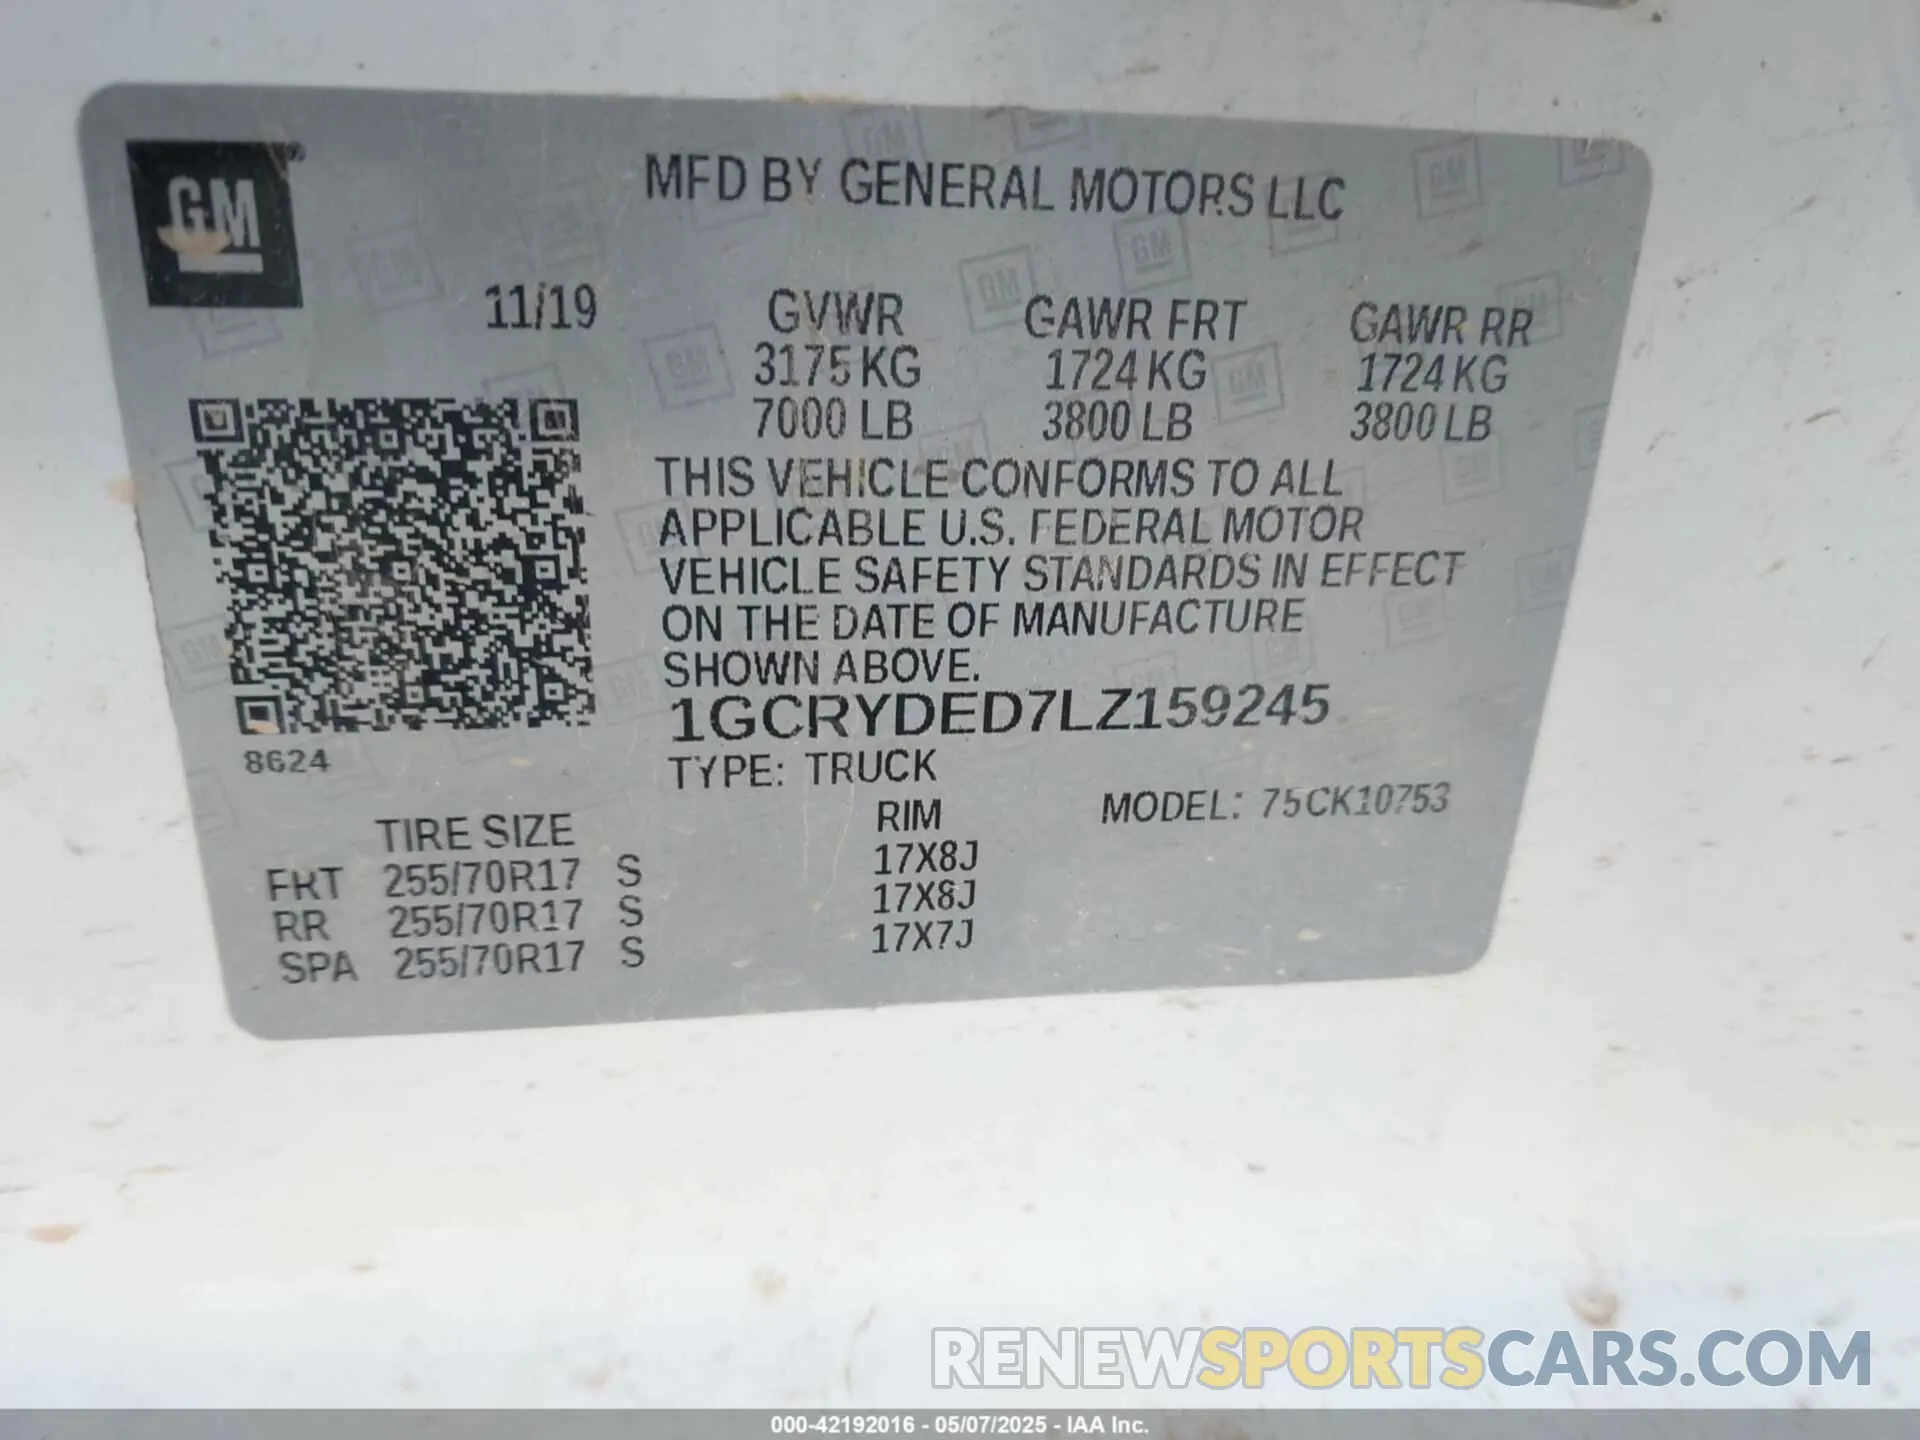 GM
MFD BY GENERAL MOTORS LLC
11/19 GVWR GAWR FRT GAWR RR
3175 KG 1724 KG 1724 KG
7000 LB 3800 LB 3800 LB
THIS VEHICLE CONFORMS TO ALL
APPLICABLE U.S. FEDERAL MOTOR
VEHICLE SAFETY STANDARDS IN EFFECT
ON THE DATE OF MANUFACTURE
SHOWN ABOVE.
1GCRYDED7LZ159245
8624
TYPE: TRUCK
MODEL: 75CK10753
TIRE SIZE RIM
FRT 255/70R17 S 17X8J
RR 255/70R17 S 17X8J
SPA 255/70R17 S 17X7J
RENEWSPORTSCARS.COM
000-42192016 - 05/07/2025 - IAA Inc.